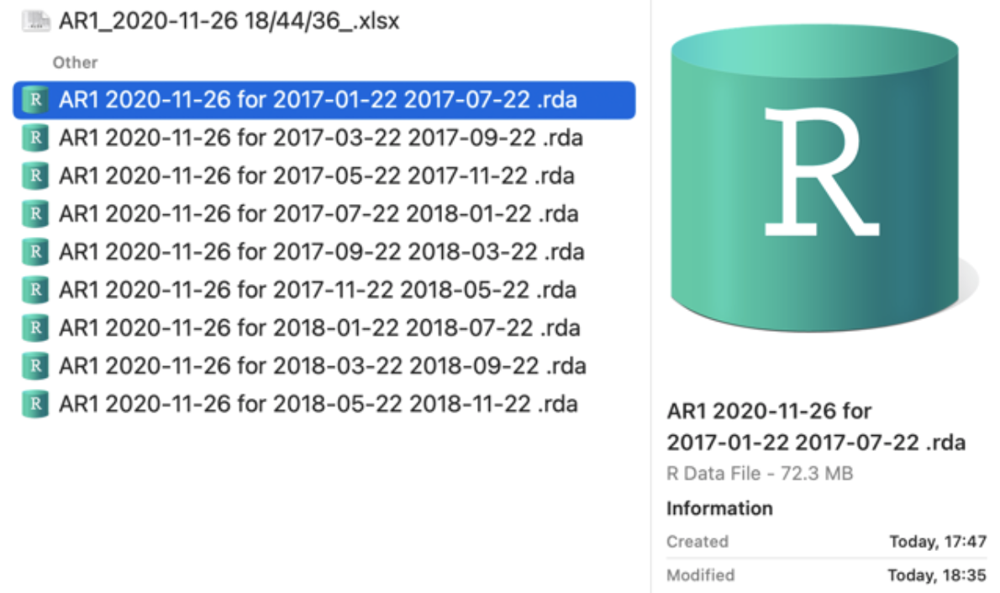 AR1_2020-11-26 18/44/36_.xlsx
Other
R AR1 2020-11-26 for 2017-01-22 2017-07-22 .rda
R AR1 2020-11-26 for 2017-03-22 2017-09-22 .rda
R AR1 2020-11-26 for 2017-05-22 2017-11-22 .rda
R AR1 2020-11-26 for 2017-07-22 2018-01-22 .rda
R AR1 2020-11-26 for 2017-09-22 2018-03-22 .rda
R AR1 2020-11-26 for 2017-11-22 2018-05-22 .rda
R AR1 2020-11-26 for 2018-01-22 2018-07-22 .rda
R AR1 2020-11-26 for 2018-03-22 2018-09-22 .rda
R AR1 2020-11-26 for 2018-05-22 2018-11-22 .rda
R
AR1 2020-11-26 for
2017-01-22 2017-07-22 .rda
R Data File - 72.3 MB
Information
Created Today, 17:47
Modified Today, 18:35